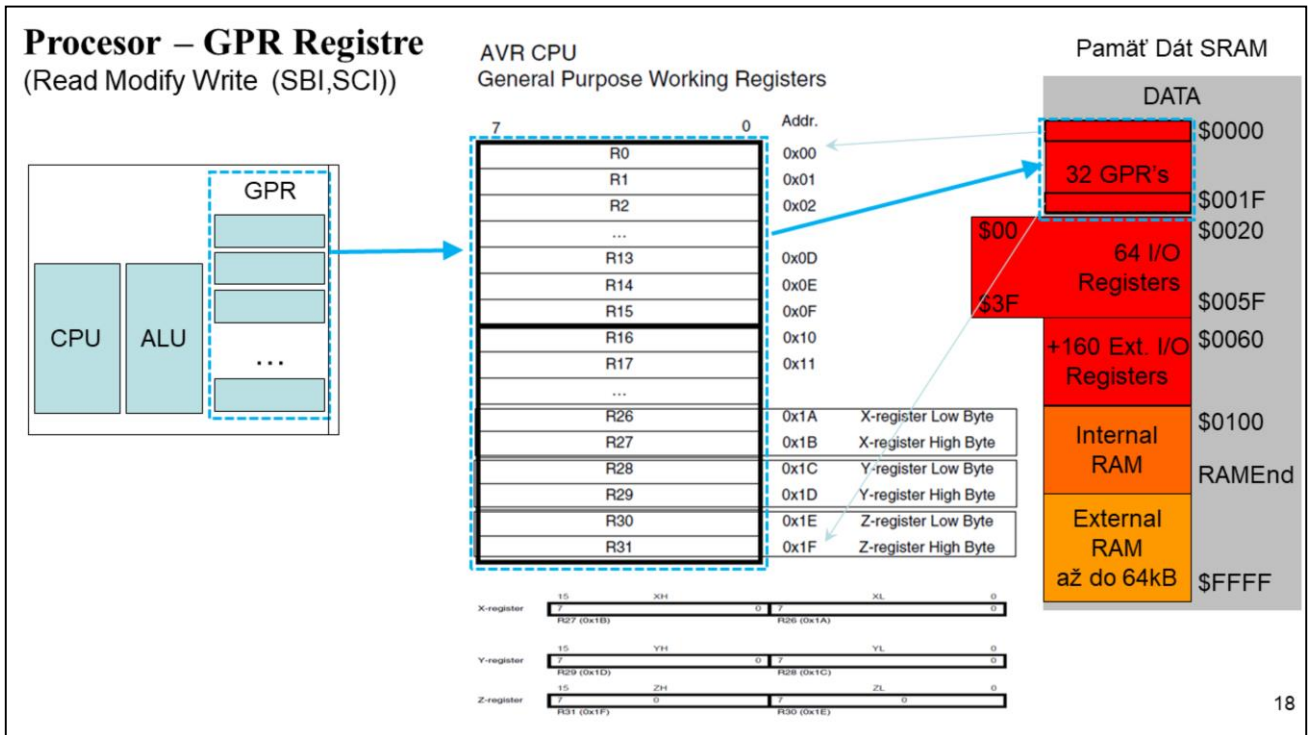 Procesor – GPR Registre
(Read Modify Write (SBI,SCI))
GPR
CPU
ALU
...
AVR CPU
General Purpose Working Registers
7 0 Addr.
R0 0x00
R1 0x01
R2 0x02
...
R13 0x0D
R14 0x0E
R15 0x0F
R16 0x10
R17 0x11
...
R26 0x1A X-register Low Byte
R27 0x1B X-register High Byte
R28 0x1C Y-register Low Byte
R29 0x1D Y-register High Byte
R30 0x1E Z-register Low Byte
R31 0x1F Z-register High Byte
15 XH XL 0
X-register 7 0 7 0
R27 (0x1B) R26 (0x1A)
15 YH YL 0
Y-register 7 0 7 0
R29 (0x1D) R28 (0x1C)
15 ZH ZL 0
Z-register 7 0 7 0
R31 (0x1F) R30 (0x1E)
Pamäť Dát SRAM
DATA
$0000
32 GPR's
$001F
$00 $0020
64 I/O
Registers
$3F $005F
+160 Ext. I/O $0060
Registers
$0100
Internal
RAM
RAMEnd
External
RAM
až do 64kB $FFFF
18